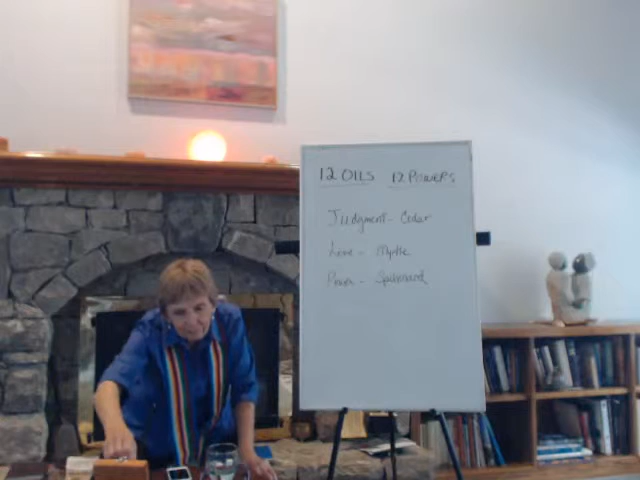 12 OILS 12 POWERS
Judgment - Cedar
Love - Myrtle
Power - Spikenard